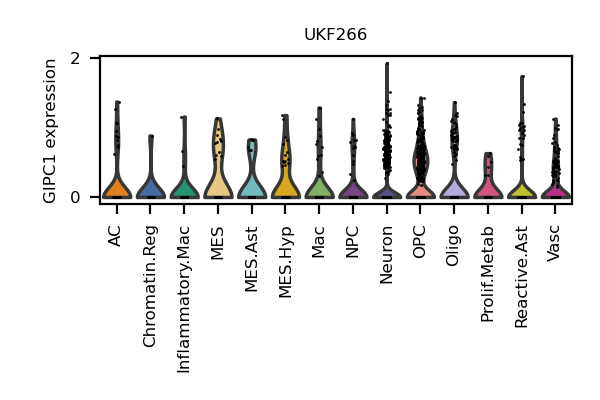 UKF266
GIPC1 expression
2
0
AC
Chromatin.Reg
Inflammatory.Mac
MES
MES.Ast
MES.Hyp
Mac
NPC
Neuron
OPC
Oligo
Prolif.Metab
Reactive.Ast
Vasc